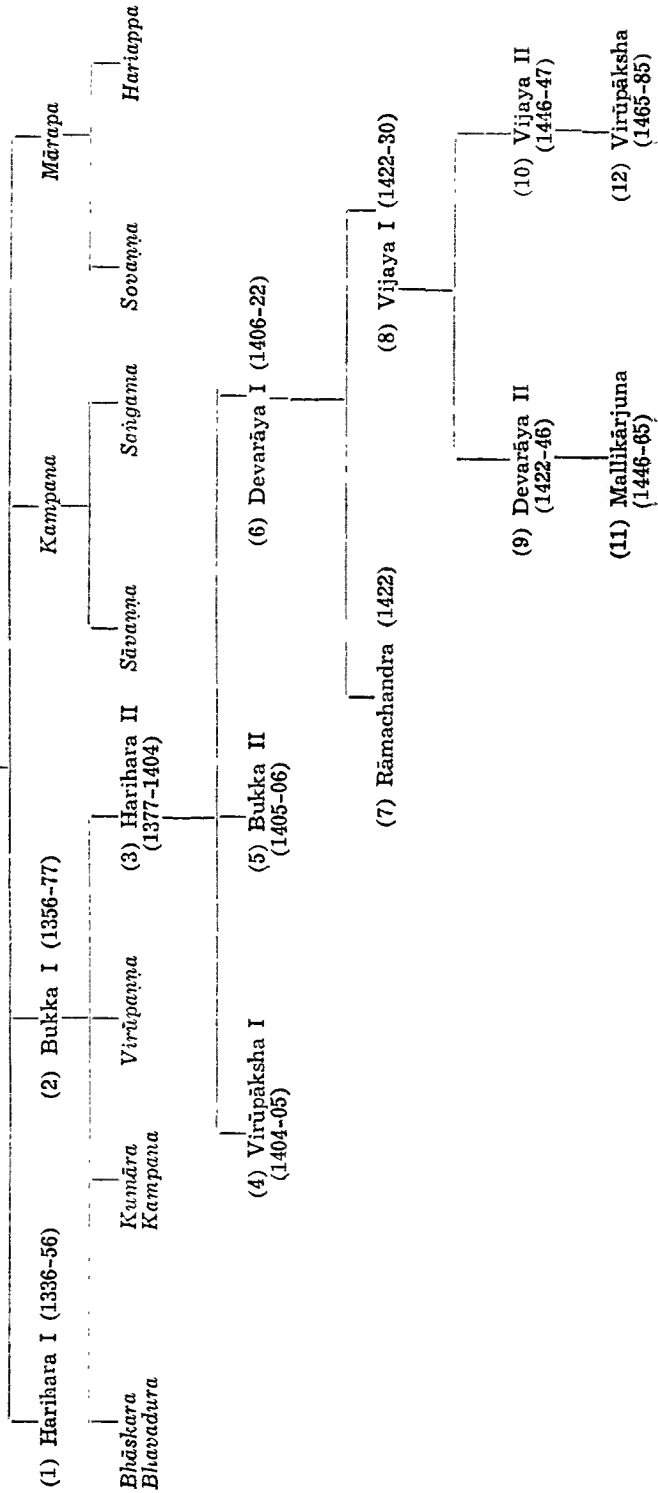 (1) Harihara I (1336-56)
(2) Bukka I (1356-77)
Kampana
Mārapa
Bhāskara
Bhavadura
Kumāra
Kampana
Virūpaṇṇa
(3) Harihara II
(1377-1404)
Sāvaṇṇa
Saṅgama
Sovaṇṇa
Hariappa
(4) Virūpāksha I
(1404-05)
(5) Bukka II
(1405-06)
(6) Devarāya I (1406-22)
(7) Rāmachandra (1422)
(8) Vijaya I (1422-30)
(9) Devarāya II
(1422-46)
(10) Vijaya II
(1446-47)
(11) Mallikārjuna
(1446-65)
(12) Virūpāksha
(1465-85)